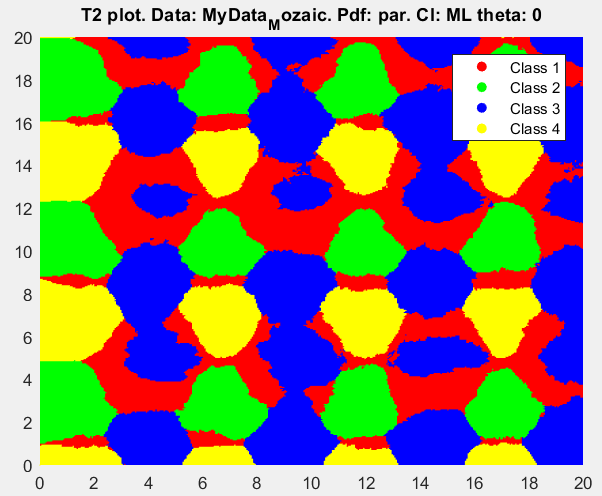 T2 plot. Data: MyData_Mozaic. Pdf: par. Cl: ML theta: 0
20
18
16
14
12
10
8
6
4
2
0
Class 1
Class 2
Class 3
Class 4
0 2 4 6 8 10 12 14 16 18 20